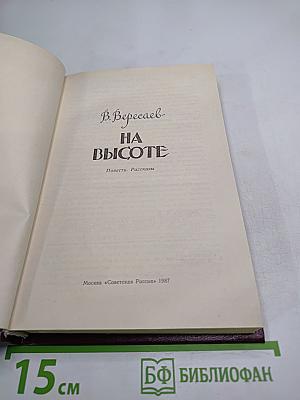 В. Вересаев
НА
ВЫСОТЕ
Повести. Рассказы
Москва «Советская Россия» 1987
15 см
БФ БИБЛИОФАН